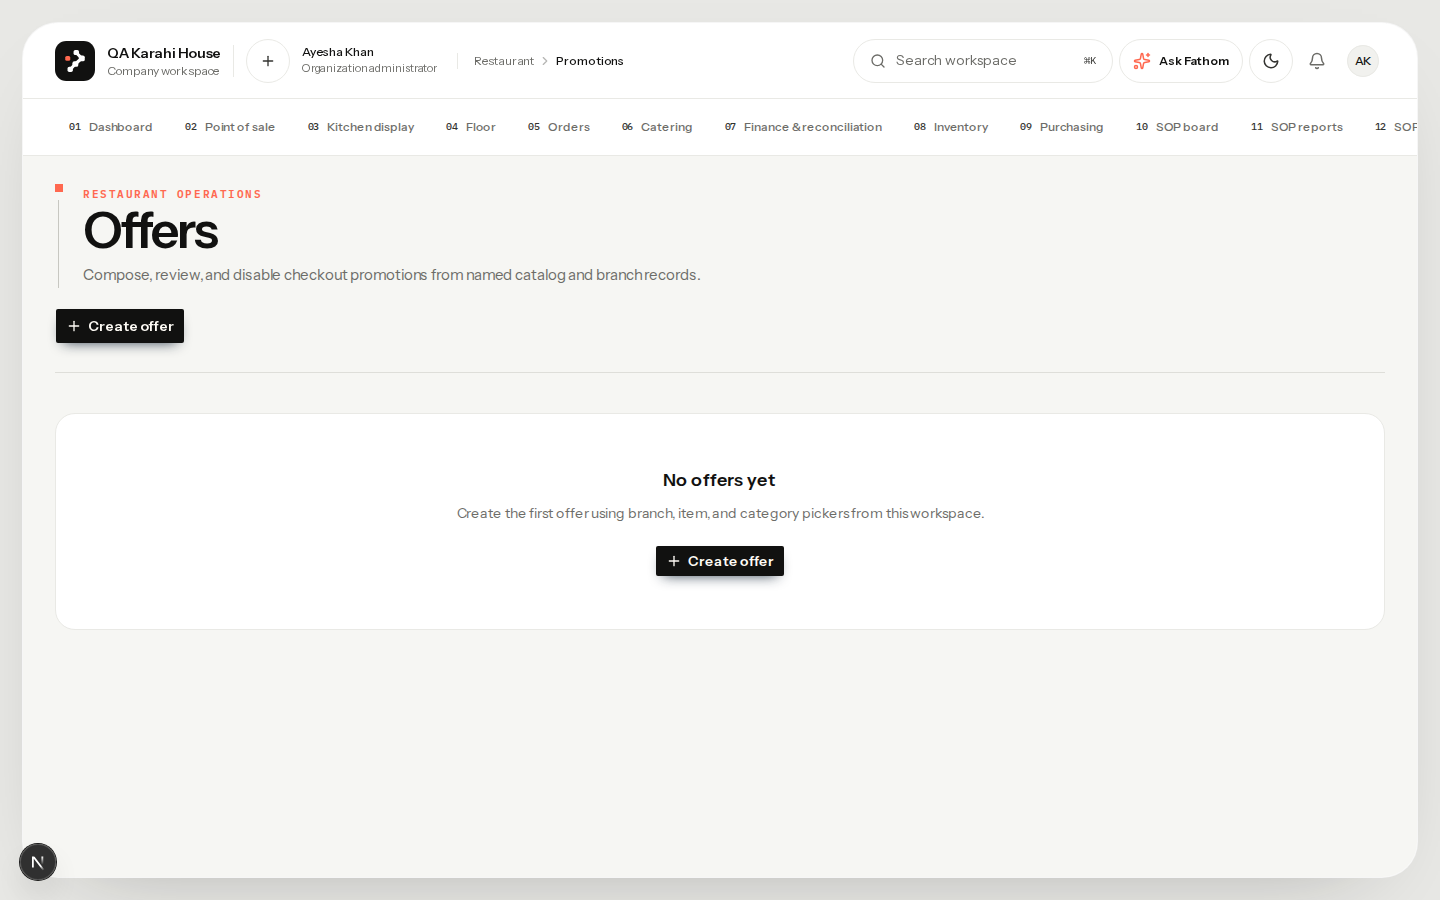 QA Karahi House
Company workspace
Ayesha Khan
Organization administrator
Restaurant > Promotions
Search workspace ⌘K
Ask Fathom
AK
01 Dashboard 02 Point of sale 03 Kitchen display 04 Floor 05 Orders 06 Catering 07 Finance & reconciliation 08 Inventory 09 Purchasing 10 SOP board 11 SOP reports 12 SOP
RESTAURANT OPERATIONS
Offers
Compose, review, and disable checkout promotions from named catalog and branch records.
+ Create offer
No offers yet
Create the first offer using branch, item, and category pickers from this workspace.
+ Create offer
N